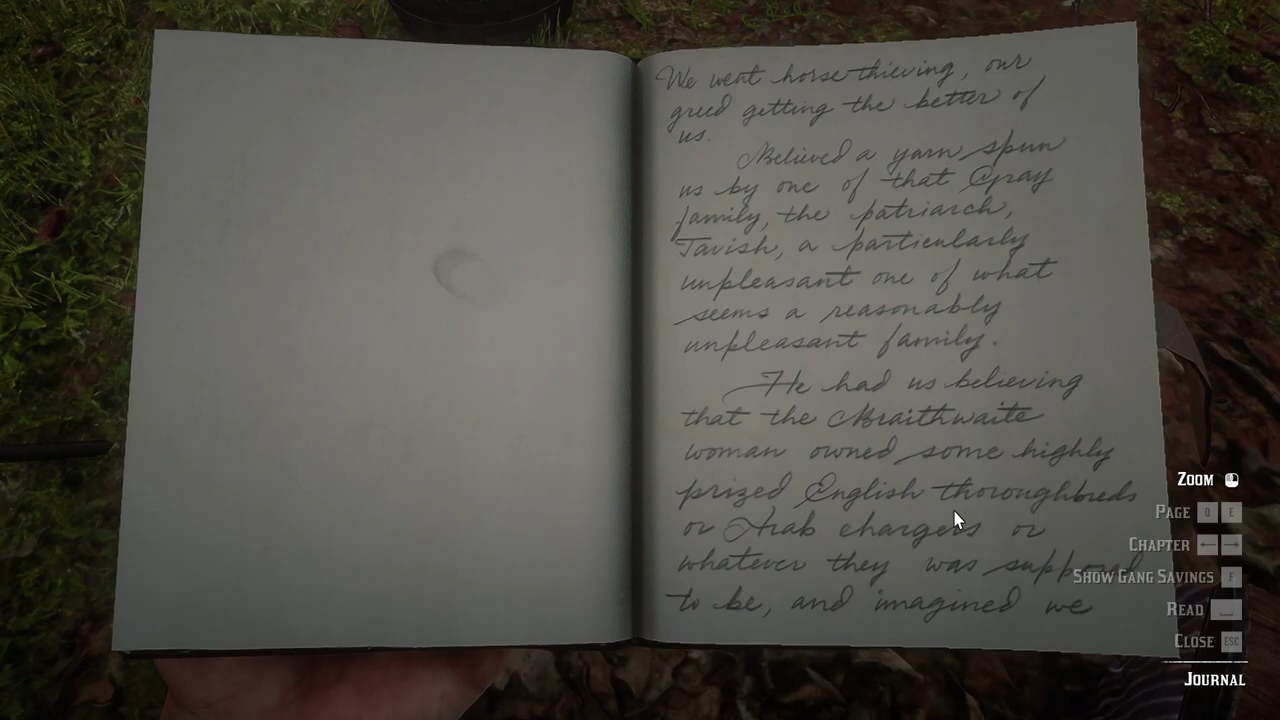 We went horse thieving, our
greed getting the better of
us.
Believed a yarn spun
us by one of that Gray
family, the patriarch,
Tavish, a particularly
unpleasant one of what
seems a reasonably
unpleasant family.
He had us believing
that the Braithwaite
woman owned some highly
prized English thoroughbreds
or Arab chargers or
whatever they was supposed
to be, and imagined we
ZOOM
PAGE Q E
CHAPTER ← →
SHOW GANG SAVINGS F
READ
CLOSE ESC
JOURNAL